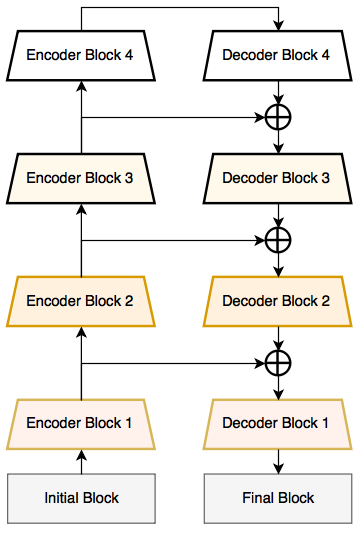 Encoder Block 4
Decoder Block 4
Encoder Block 3
Decoder Block 3
Encoder Block 2
Decoder Block 2
Encoder Block 1
Decoder Block 1
Initial Block
Final Block